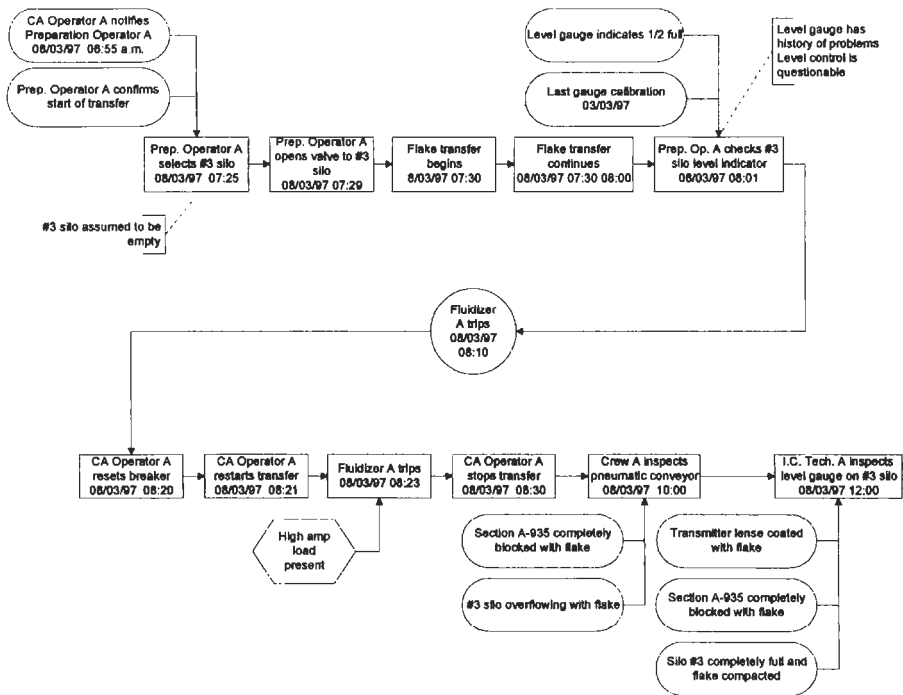 CA Operator A notifies
Preparation Operator A
08/03/97 06:55 a.m.
Prep. Operator A confirms
start of transfer
Level gauge indicates 1/2 full
Last gauge calibration
03/03/97
Level gauge has
history of problems
Level control is
questionable
Prep. Operator A
selects #3 silo
08/03/97 07:25
Prep. Operator A
opens valve to #3
silo
08/03/97 07:29
Flake transfer
begins
8/03/97 07:30
Flake transfer
continues
08/03/97 07:30 08:00
Prep. Op. A checks #3
silo level indicator
08/03/97 08:01
#3 silo assumed to be
empty
Fluidizer
A trips
08/03/97
08:10
CA Operator A
resets breaker
08/03/97 08:20
CA Operator A
restarts transfer
08/03/97 08:21
Fluidizer A trips
08/03/97 08:23
CA Operator A
stops transfer
08/03/97 08:30
Crew A inspects
pneumatic conveyor
08/03/97 10:00
I.C. Tech. A inspects
level gauge on #3 silo
08/03/97 12:00
High amp
load
present
Section A-935 completely
blocked with flake
#3 silo overflowing with flake
Transmitter lense coated
with flake
Section A-935 completely
blocked with flake
Silo #3 completely full and
flake compacted